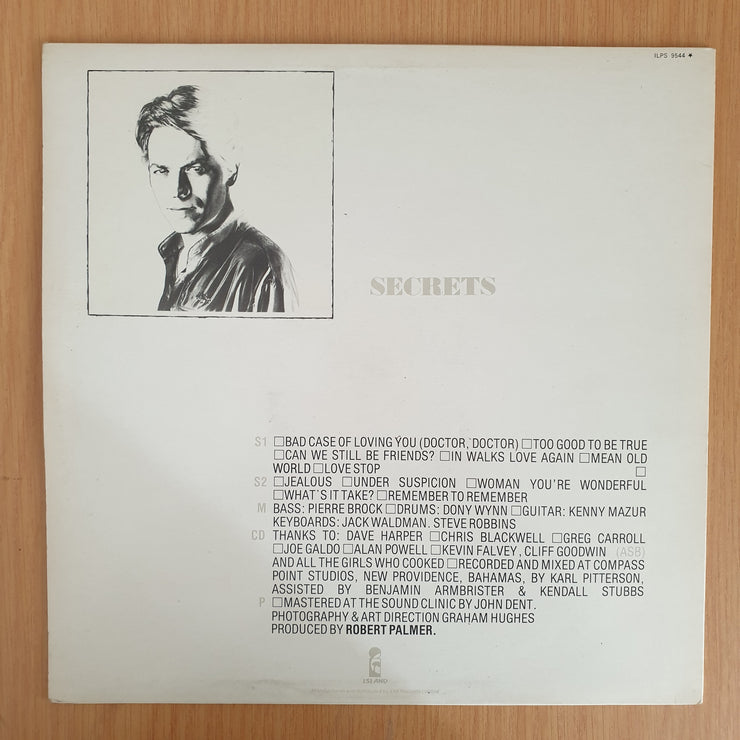 ILPS 9544 ★
SECRETS
S1 □BAD CASE OF LOVING YOU (DOCTOR, DOCTOR) □TOO GOOD TO BE TRUE
□CAN WE STILL BE FRIENDS? □IN WALKS LOVE AGAIN □MEAN OLD
WORLD □LOVE STOP □
S2 □JEALOUS □UNDER SUSPICION □WOMAN YOU'RE WONDERFUL
□WHAT'S IT TAKE? □REMEMBER TO REMEMBER
M BASS: PIERRE BROCK □DRUMS: DONY WYNN □GUITAR: KENNY MAZUR
KEYBOARDS: JACK WALDMAN. STEVE ROBBINS
CD THANKS TO: DAVE HARPER □CHRIS BLACKWELL □GREG CARROLL
□JOE GALDO □ALAN POWELL □KEVIN FALVEY, CLIFF GOODWIN (ASB)
AND ALL THE GIRLS WHO COOKED □RECORDED AND MIXED AT COMPASS
POINT STUDIOS, NEW PROVIDENCE, BAHAMAS, BY KARL PITTERSON,
ASSISTED BY BENJAMIN ARMBRISTER & KENDALL STUBBS
P □MASTERED AT THE SOUND CLINIC BY JOHN DENT.
PHOTOGRAPHY & ART DIRECTION GRAHAM HUGHES
PRODUCED BY ROBERT PALMER.
ISLAND